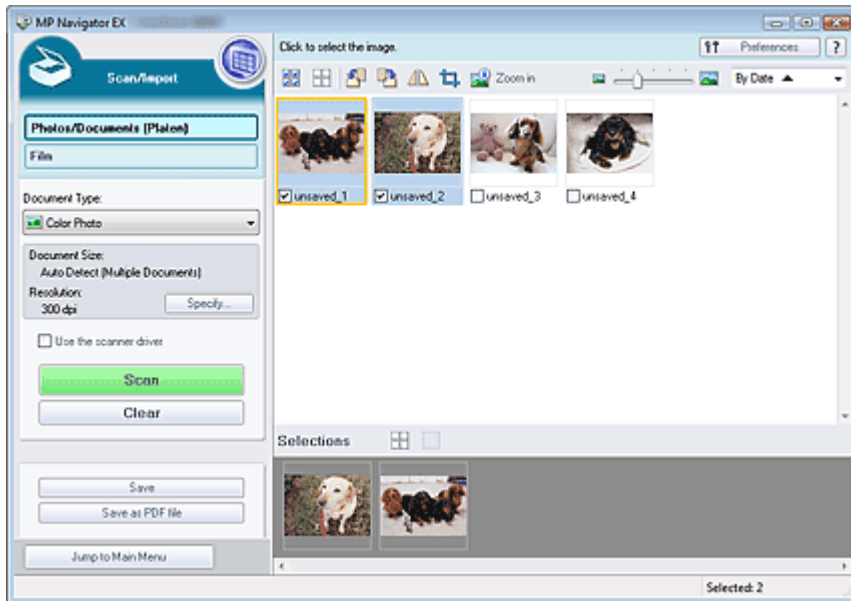 MP Navigator EX
Scan/Import
Photos/Documents (Platen)
Film
Document Type:
Color Photo
Document Size:
Auto Detect (Multiple Documents)
Resolution:
300 dpi
Specify...
Use the scanner driver
Scan
Clear
Save
Save as PDF file
Jump to Main Menu
Click to select the image.
Preferences
?
Zoom in
By Date
unsaved_1
unsaved_2
unsaved_3
unsaved_4
Selections
Selected: 2